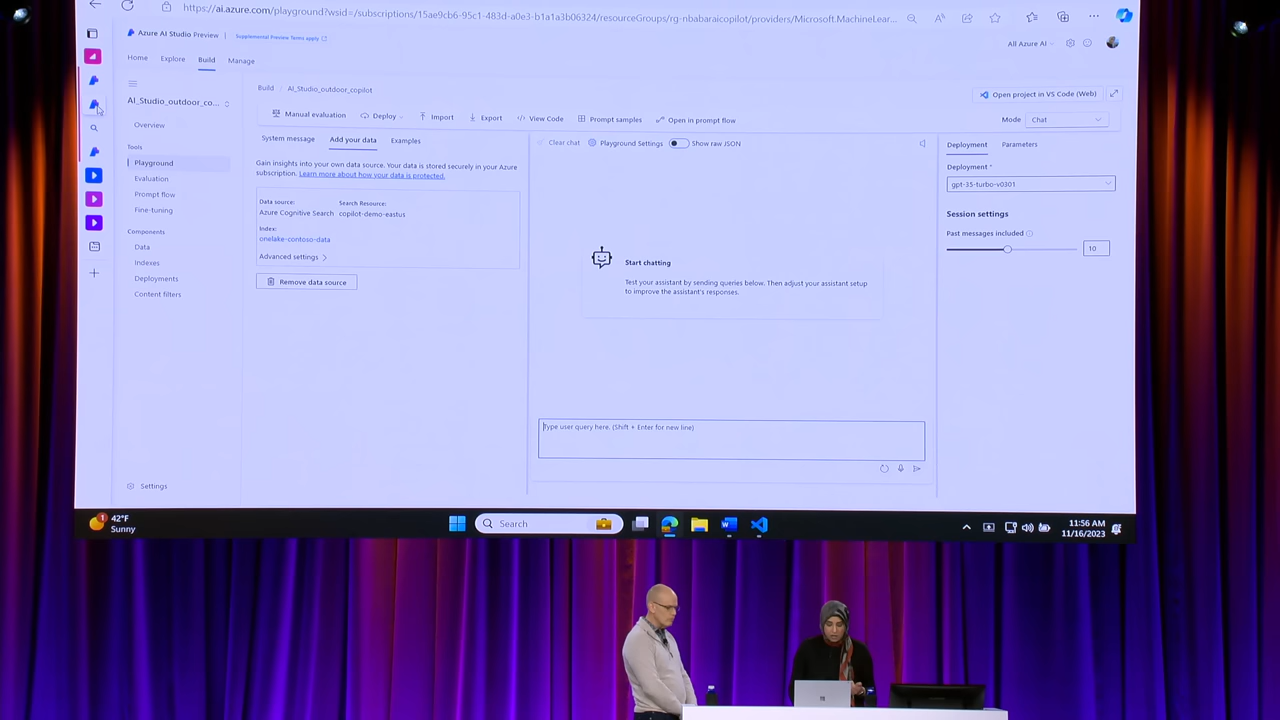 https://ai.azure.com/playground?wsid=/subscriptions/15ae9cb6-95c1-483d-a0e3-b1a1a3b06324/resourceGroups/rg-nbabaraicopilot/providers/Microsoft.MachineLear...
Azure AI Studio Preview
Supplemental Preview Terms apply
All Azure AI
Home
Explore
Build
Manage
AI_Studio_outdoor_co...
Overview
Tools
Playground
Evaluation
Prompt flow
Fine-tuning
Components
Data
Indexes
Deployments
Content filters
Settings
Build / AI_Studio_outdoor_copilot
Open project in VS Code (Web)
Manual evaluation
Deploy
Import
Export
View Code
Prompt samples
Open in prompt flow
Mode
Chat
System message
Add your data
Examples
Gain insights into your own data source. Your data is stored securely in your Azure
subscription. Learn more about how your data is protected.
Data source:
Azure Cognitive Search
Search Resource:
copilot-demo-eastus
Index:
onelake-contoso-data
Advanced settings
Remove data source
Clear chat
Playground Settings
Show raw JSON
Start chatting
Test your assistant by sending queries below. Then adjust your assistant setup
to improve the assistant's responses.
Type user query here. (Shift + Enter for new line)
Deployment
Parameters
Deployment *
gpt-35-turbo-v0301
Session settings
Past messages included
10
1
42°F
Sunny
Search
11:56 AM
11/16/2023